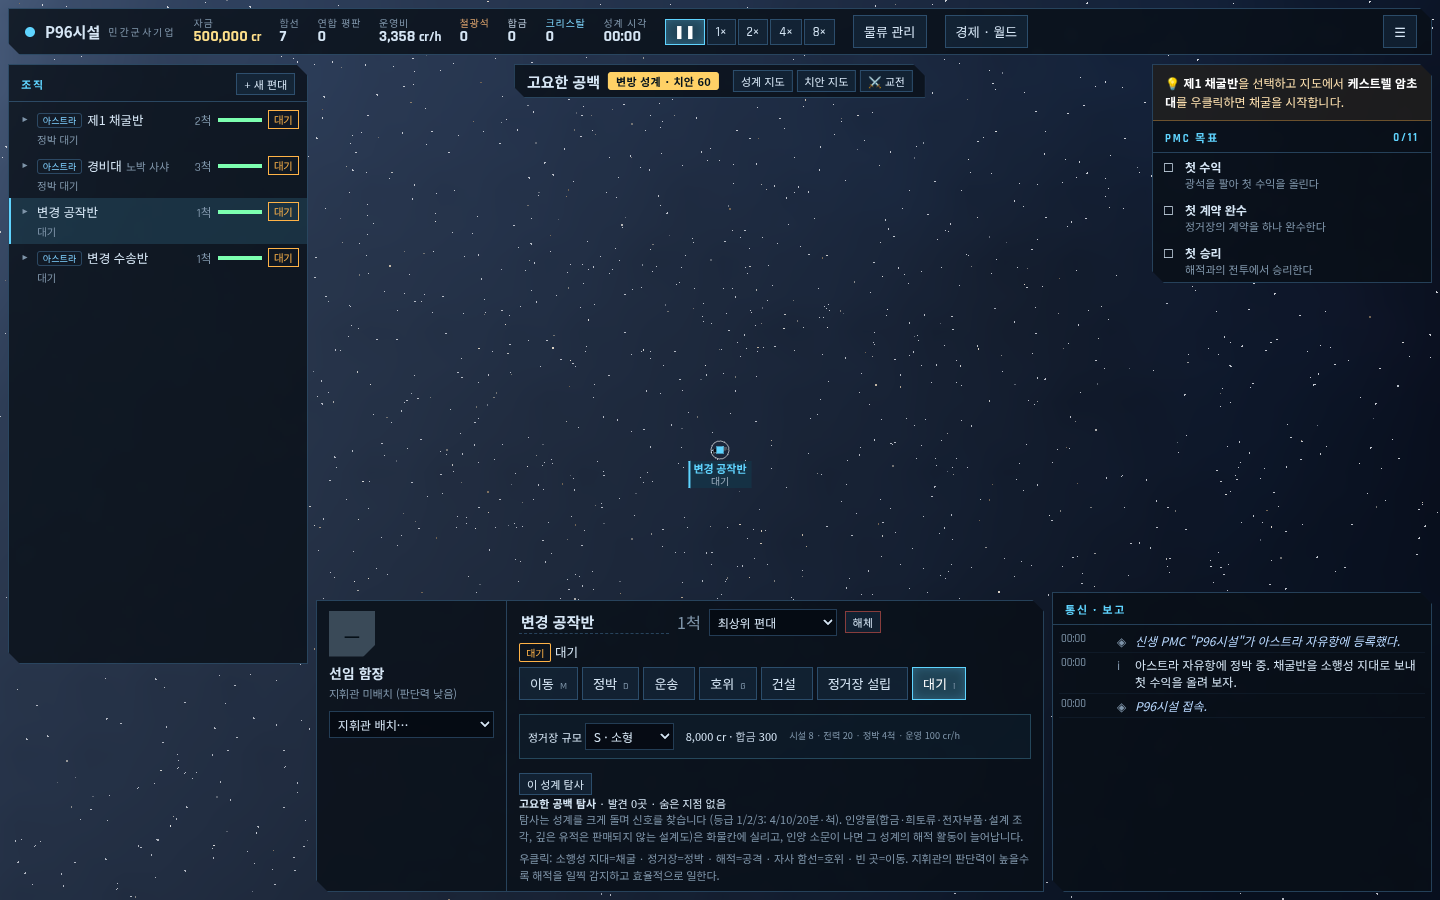 P96시설 민간군사기업
자금 500,000 cr
함선 7
연합 평판 0
운영비 3,358 cr/h
철광석 0
합금 0
크리스탈 0
성계 시각 00:00
❚❚ 1× 2× 4× 8×
물류 관리
경제 · 월드
☰
조직
+ 새 편대
▸ 아스트라 제1 채굴반 2척 대기
정박 대기
▸ 아스트라 경비대 노박 사샤 3척 대기
정박 대기
▸ 변경 공작반 1척 대기
대기
▸ 아스트라 변경 수송반 1척 대기
대기
고요한 공백 변방 성계 · 치안 60 성계 지도 치안 지도 ⚔️ 교전
💡 제1 채굴반을 선택하고 지도에서 케스트렐 암초
대를 우클릭하면 채굴을 시작합니다.
PMC 목표 0/11
☐ 첫 수익
광석을 팔아 첫 수익을 올린다
☐ 첫 계약 완수
정거장의 계약을 하나 완수한다
☐ 첫 승리
해적과의 전투에서 승리한다
변경 공작반
대기
—
선임 함장
지휘관 미배치 (판단력 낮음)
지휘관 배치…
변경 공작반 1척 최상위 편대 해체
대기 대기
이동 M 정박 D 운송 호위 G 건설 정거장 설립 대기 I
정거장 규모 S · 소형 8,000 cr · 합금 300 시설 8 · 전력 20 · 정박 4척 · 운영 100 cr/h
이 성계 탐사
고요한 공백 탐사 · 발견 0곳 · 숨은 지점 없음
탐사는 성계를 크게 돌며 신호를 찾습니다 (등급 1/2/3: 4/10/20분·척). 인양물(합금·희토류·전자부품·설계 조
각, 깊은 유적은 판매되지 않는 설계도)은 화물칸에 실리고, 인양 소문이 나면 그 성계의 해적 활동이 늘어납니다.
우클릭: 소행성 지대=채굴 · 정거장=정박 · 해적=공격 · 자사 함선=호위 · 빈 곳=이동. 지휘관의 판단력이 높을수
록 해적을 일찍 감지하고 효율적으로 일한다.
통신 · 보고
00:00 ◈ 신생 PMC "P96시설"가 아스트라 자유항에 등록했다.
00:00 i 아스트라 자유항에 정박 중. 채굴반을 소행성 지대로 보내
첫 수익을 올려 보자.
00:00 ◈ P96시설 접속.